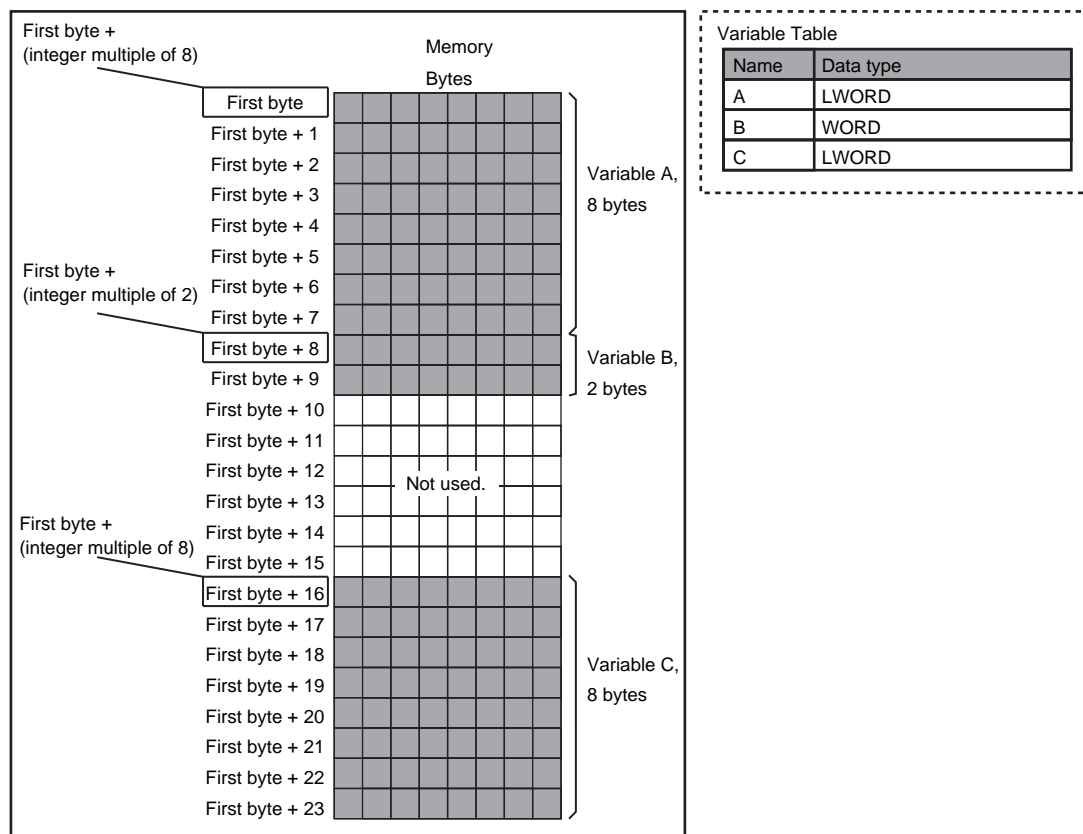 First byte +
(integer multiple of 8)
Memory
Bytes
First byte
First byte + 1
First byte + 2
First byte + 3
First byte + 4
First byte + 5
First byte + 6
First byte + 7
Variable A,
8 bytes
First byte +
(integer multiple of 2)
First byte + 8
First byte + 9
Variable B,
2 bytes
First byte + 10
First byte + 11
First byte + 12
First byte + 13
First byte + 14
First byte + 15
Not used.
First byte +
(integer multiple of 8)
First byte + 16
First byte + 17
First byte + 18
First byte + 19
First byte + 20
First byte + 21
First byte + 22
First byte + 23
Variable C,
8 bytes
Variable Table
Name Data type
A LWORD
B WORD
C LWORD